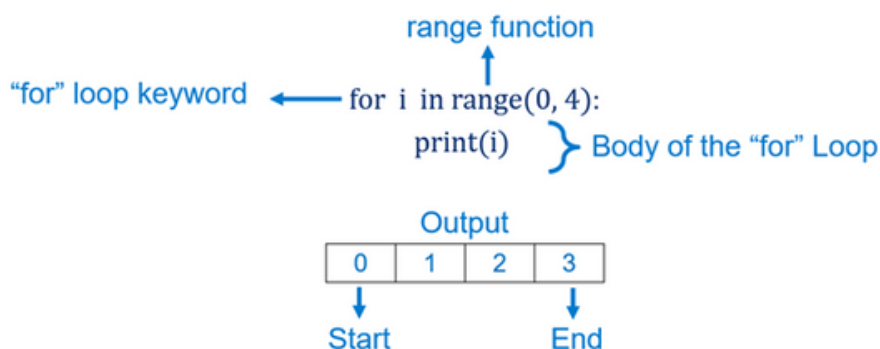 range function
“for” loop keyword
for i in range(0, 4):
print(i)
Body of the “for” Loop
Output
0 1 2 3
Start End